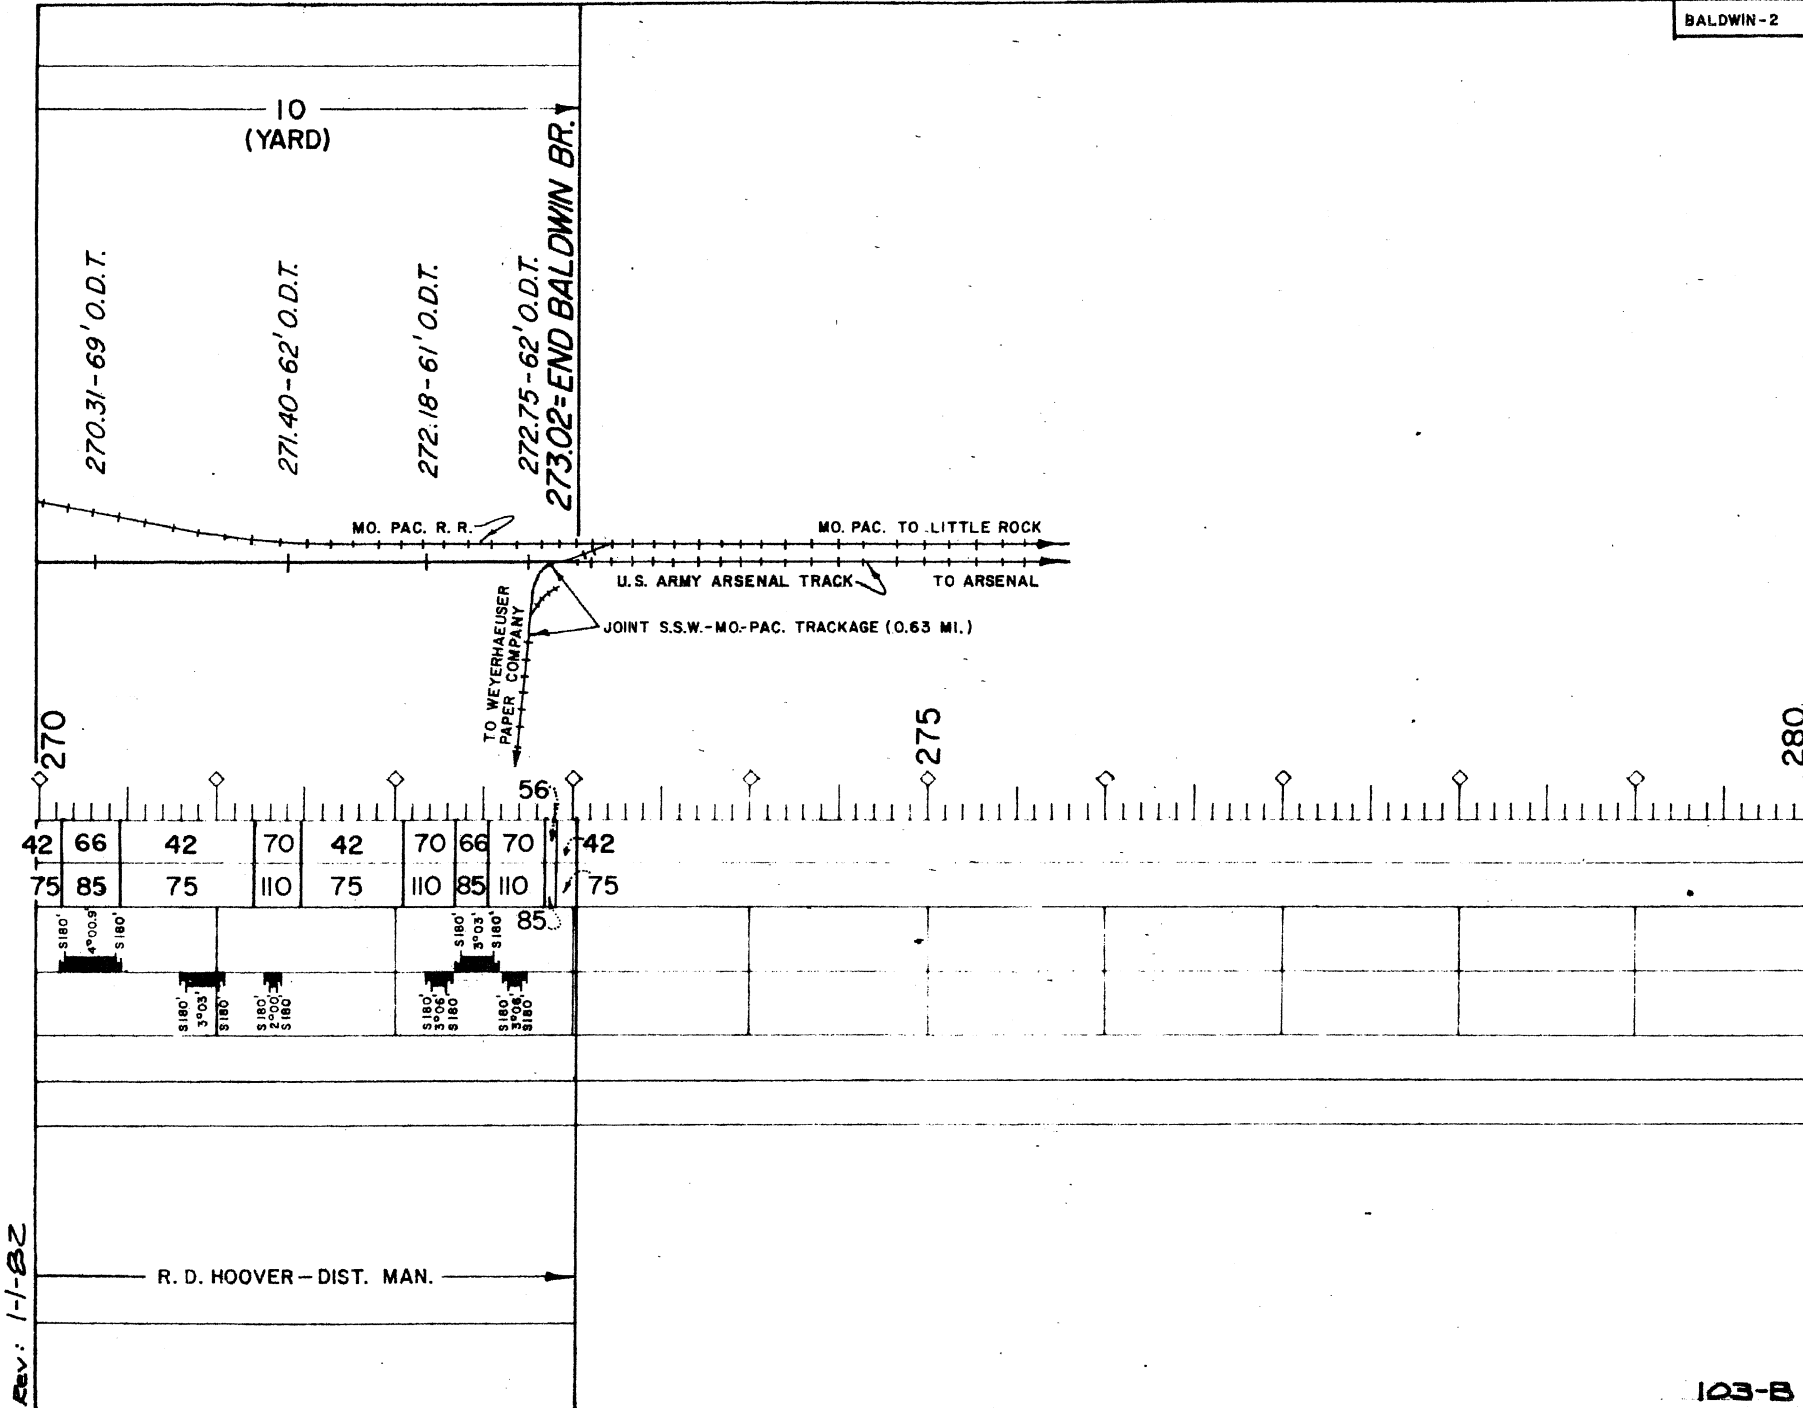 BALDWIN-2
10
(YARD)
270.31-69' O.D.T.
271.40-62' O.D.T.
272.18-61' O.D.T.
272.75-62' O.D.T.
273.02=END BALDWIN BR.
MO. PAC. R. R.
MO. PAC. TO LITTLE ROCK
U.S. ARMY ARSENAL TRACK
TO ARSENAL
JOINT S.S.W.-MO.-PAC. TRACKAGE (0.63 MI.)
TO WEYERHAEUSER
PAPER COMPANY
270
275
280
56
42 66 42 70 42 70 66 70 42
75 85 75 110 75 110 85 110 75
85
S180' 4°00.9' S180' S180' 3°03' S180'
S180' 3°03' S180' S180' 2°00' S180' S180' 3°06' S180' S180' 3°06' S180'
R. D. HOOVER - DIST. MAN.
Rev: 1-1-82
103-B